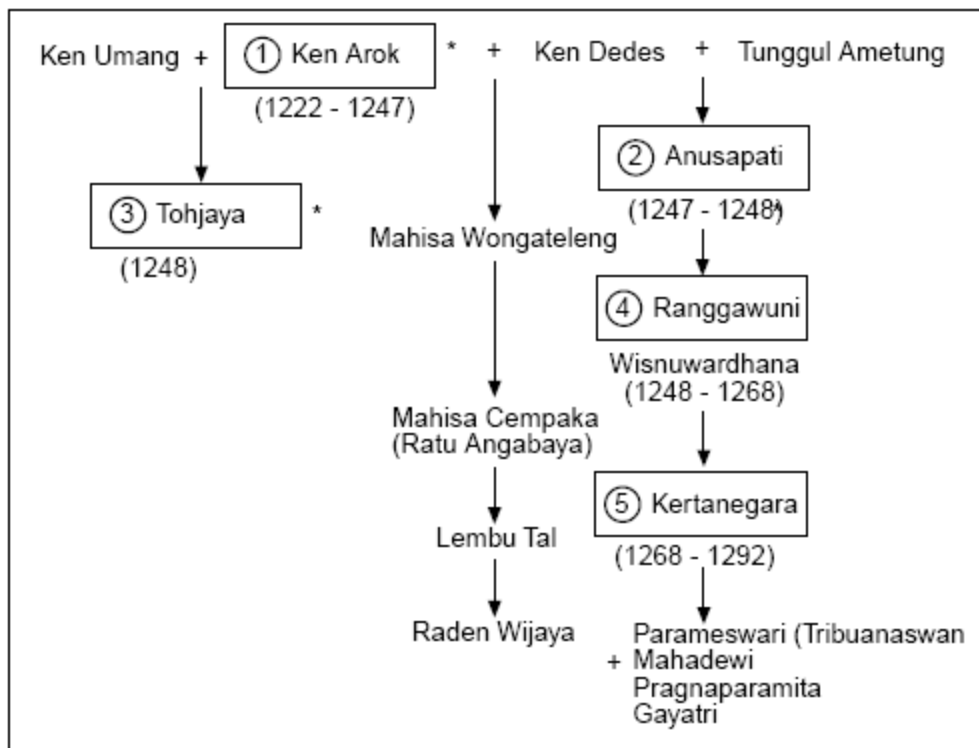 Ken Umang + ① Ken Arok * + Ken Dedes + Tunggul Ametung
(1222 - 1247)
② Anusapati
③ Tohjaya *
(1247 - 1248)*
Mahisa Wongateleng
(1248)
④ Ranggawuni
Wisnuwardhana
(1248 - 1268)
Mahisa Cempaka
(Ratu Angabaya)
⑤ Kertanegara
Lembu Tal
(1268 - 1292)
Raden Wijaya
Parameswari (Tribuanaswan
+ Mahadewi
Pragnaparamita
Gayatri